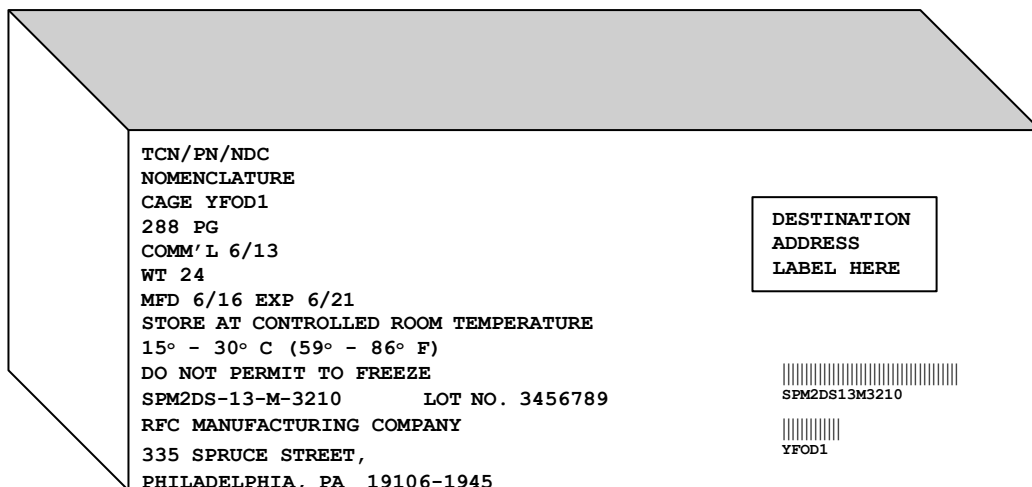 TCN/PN/NDC
NOMENCLATURE
CAGE YFOD1
288 PG
COMM'L 6/13
WT 24
MFD 6/16 EXP 6/21
STORE AT CONTROLLED ROOM TEMPERATURE
15° - 30° C (59° - 86° F)
DO NOT PERMIT TO FREEZE
SPM2DS-13-M-3210 LOT NO. 3456789
RFC MANUFACTURING COMPANY
335 SPRUCE STREET,
PHILADELPHIA, PA 19106-1945
DESTINATION
ADDRESS
LABEL HERE
SPM2DS13M3210
YFOD1